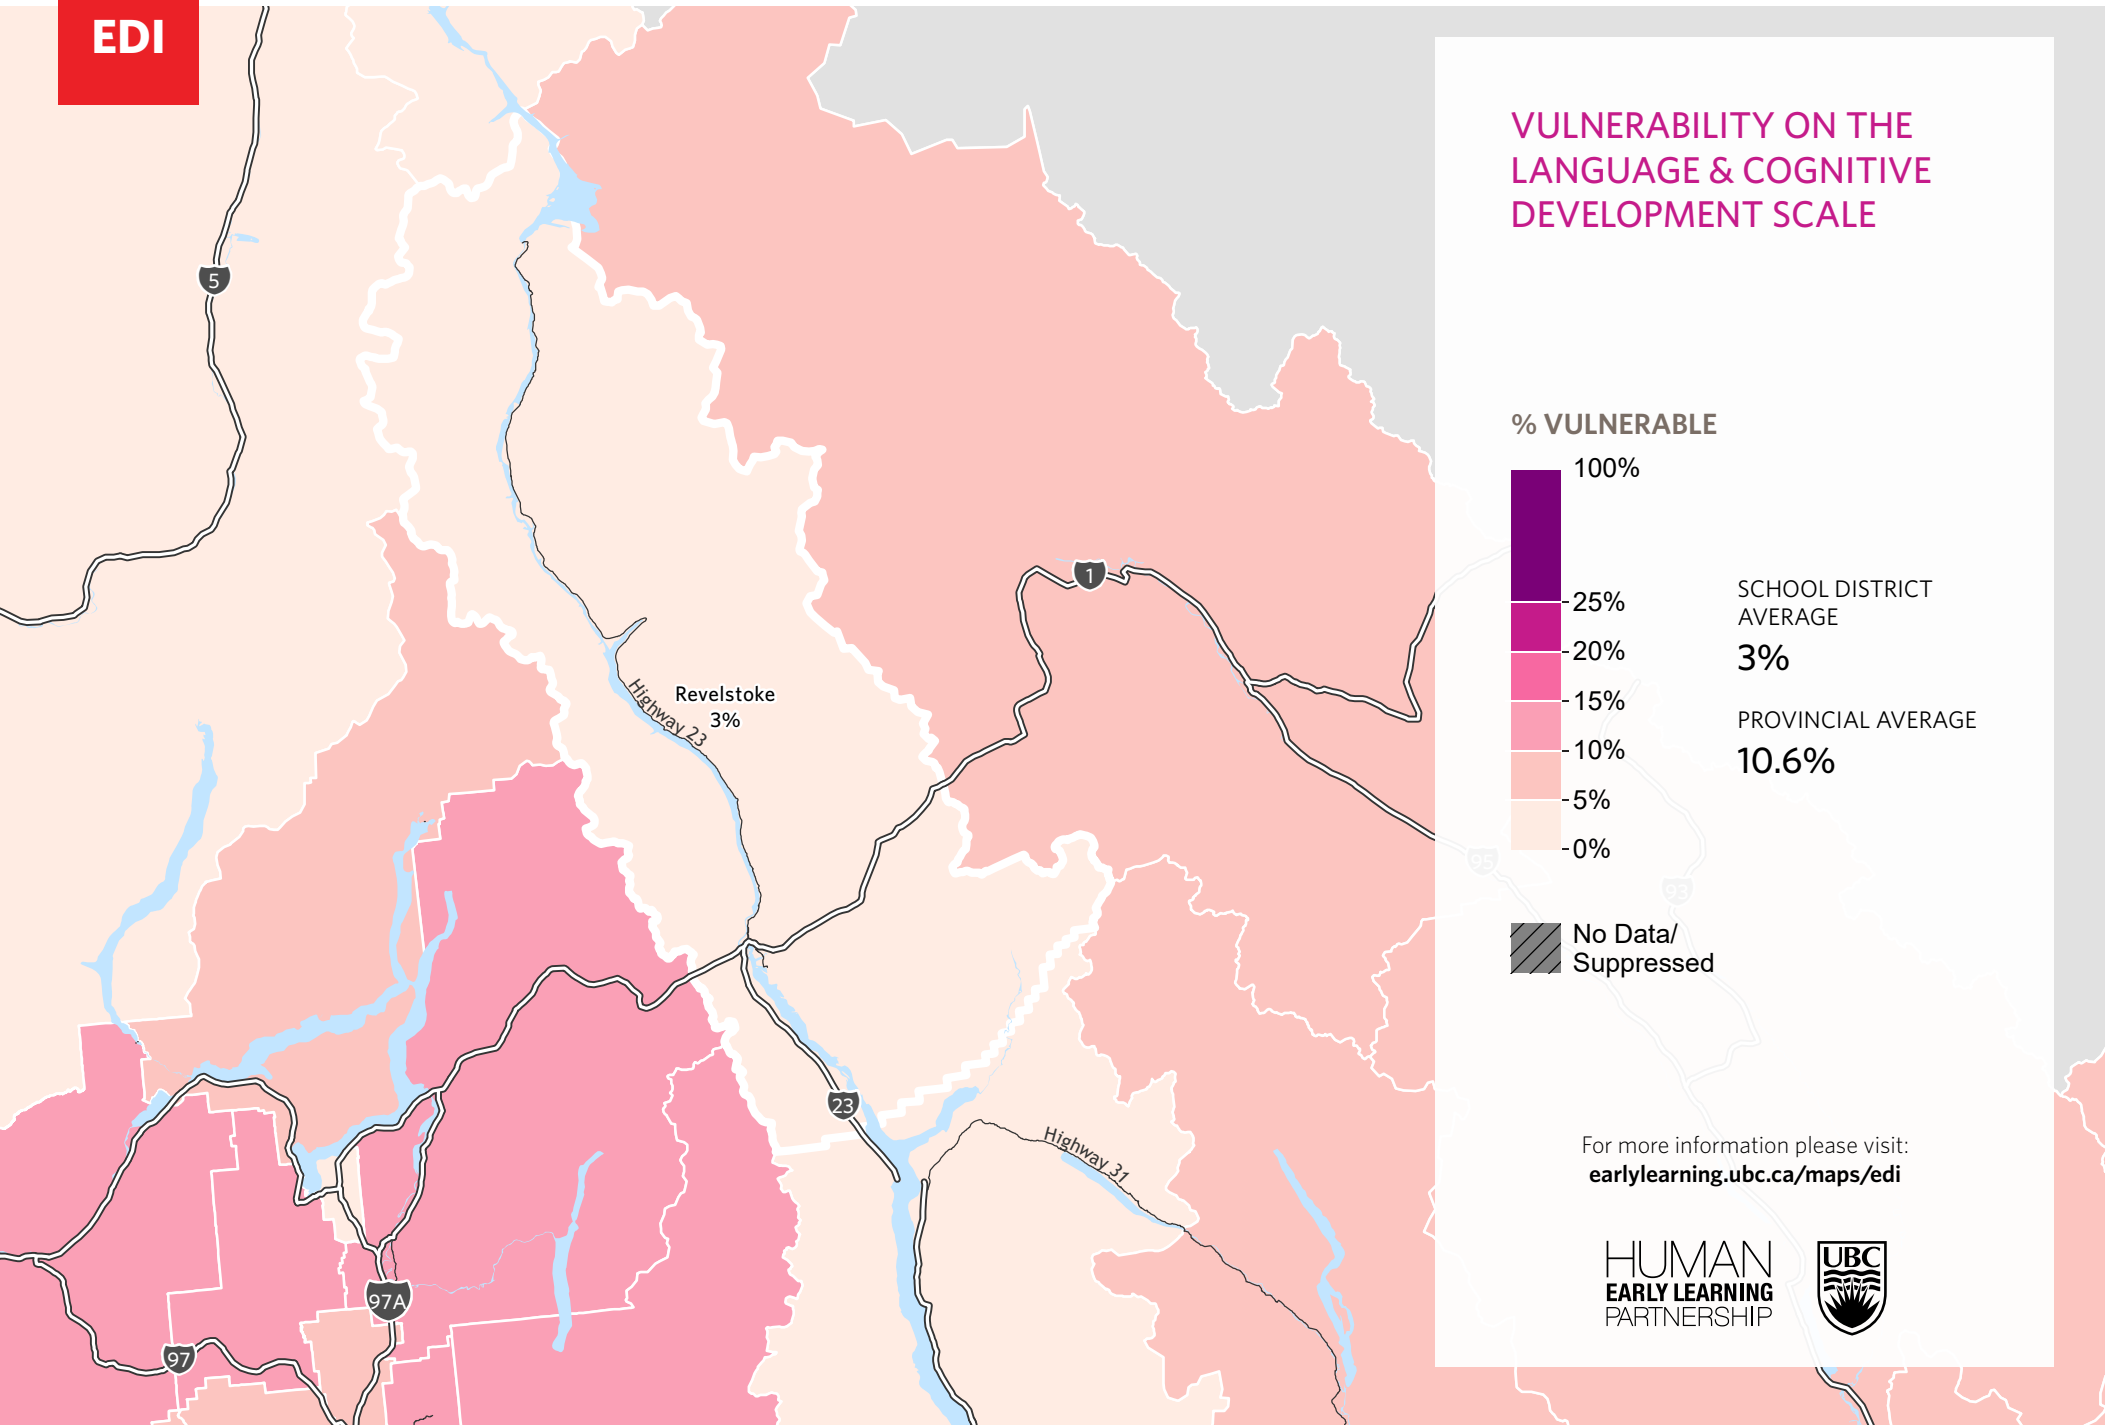 EDI
VULNERABILITY ON THE
LANGUAGE & COGNITIVE
DEVELOPMENT SCALE
% VULNERABLE
100%
25%
20%
15%
10%
5%
0%
No Data/
Suppressed
SCHOOL DISTRICT
AVERAGE
3%
PROVINCIAL AVERAGE
10.6%
5
1
Revelstoke
3%
Highway 23
95
93
23
Highway 31
97A
97
For more information please visit:
earlylearning.ubc.ca/maps/edi
HUMAN
EARLY LEARNING
PARTNERSHIP
UBC